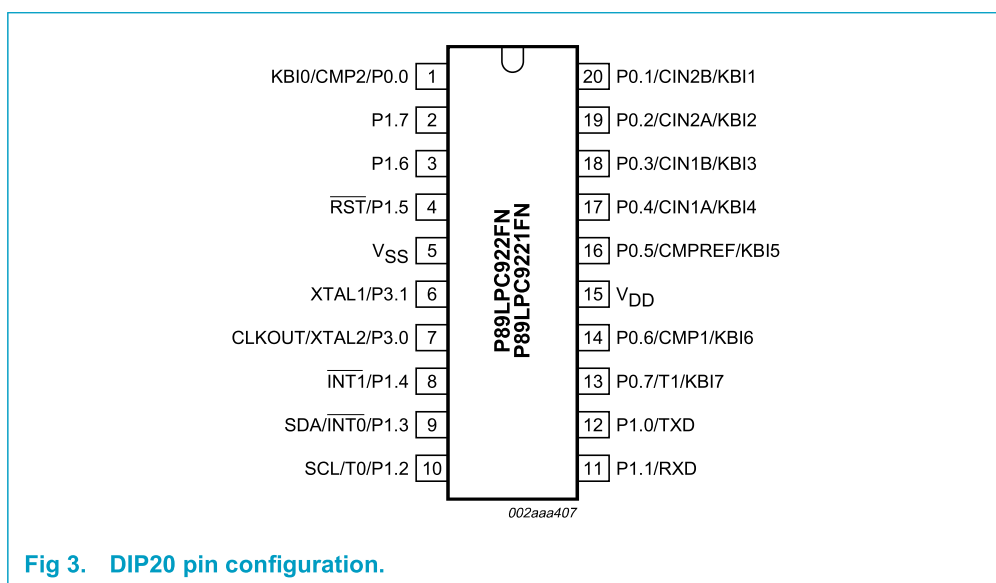 KBI0/CMP2/P0.0 1
P1.7 2
P1.6 3
RST/P1.5 4
VSS 5
XTAL1/P3.1 6
CLKOUT/XTAL2/P3.0 7
INT1/P1.4 8
SDA/INT0/P1.3 9
SCL/T0/P1.2 10
P89LPC922FN
P89LPC9221FN
20 P0.1/CIN2B/KBI1
19 P0.2/CIN2A/KBI2
18 P0.3/CIN1B/KBI3
17 P0.4/CIN1A/KBI4
16 P0.5/CMPREF/KBI5
15 VDD
14 P0.6/CMP1/KBI6
13 P0.7/T1/KBI7
12 P1.0/TXD
11 P1.1/RXD
002aaa407
Fig 3. DIP20 pin configuration.